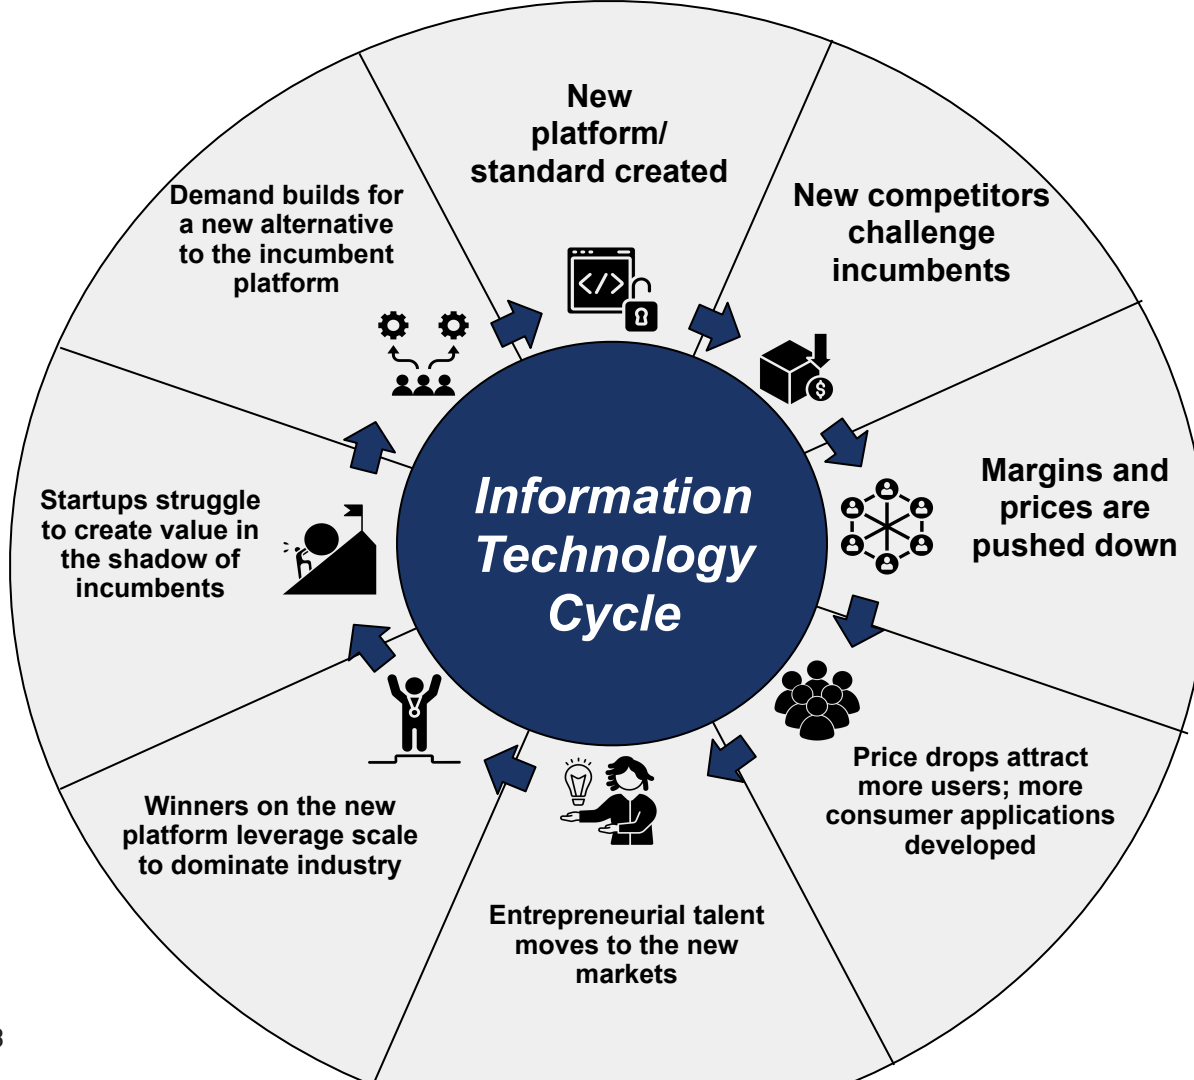 New
platform/
standard created
New competitors
challenge
incumbents
Margins and
prices are
pushed down
Price drops attract
more users; more
consumer applications
developed
Entrepreneurial talent
moves to the new
markets
Winners on the new
platform leverage scale
to dominate industry
Startups struggle
to create value in
the shadow of
incumbents
Demand builds for
a new alternative
to the incumbent
platform
</>
$
Information
Technology
Cycle